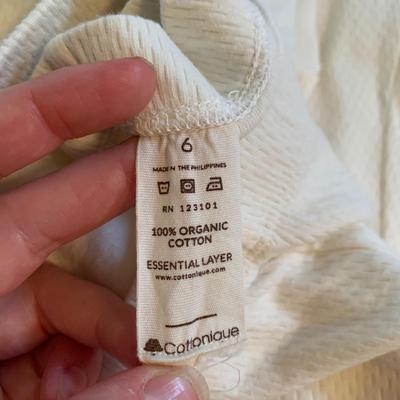 6
MADE IN THE PHILIPPINES
RN 123101
100% ORGANIC
COTTON
ESSENTIAL LAYER
www.cottonique.com
Cottonique